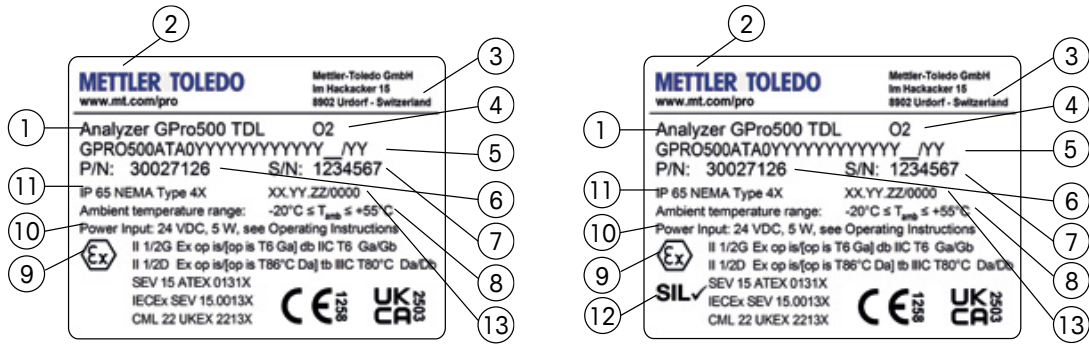 2
3
METTLER TOLEDO
www.mt.com/pro
Mettler-Toledo GmbH
Im Hackacker 15
8902 Urdorf - Switzerland
4
1
Analyzer GPro500 TDL O2
GPRO500ATA0YYYYYYYYYYYY__/YY
5
P/N: 30027126 S/N: 1234567
11
IP 65 NEMA Type 4X XX.YY.ZZ/0000
6
Ambient temperature range: -20°C ≤ Tamb ≤ +55°C
10
Power Input: 24 VDC, 5 W, see Operating Instructions
7
9
Ex
II 1/2G Ex op is/[op is T6 Ga] db IIC T6 Ga/Gb
II 1/2D Ex op is/[op is T86°C Da] tb IIIC T80°C Da/Db
8
SEV 15 ATEX 0131X
IECEx SEV 15.0013X
CML 22 UKEX 2213X
CE 1258
UK CA 2503
13
2
3
METTLER TOLEDO
www.mt.com/pro
Mettler-Toledo GmbH
Im Hackacker 15
8902 Urdorf - Switzerland
4
1
Analyzer GPro500 TDL O2
GPRO500ATA0YYYYYYYYYYYY__/YY
5
P/N: 30027126 S/N: 1234567
11
IP 65 NEMA Type 4X XX.YY.ZZ/0000
6
Ambient temperature range: -20°C ≤ Tamb ≤ +55°C
10
Power Input: 24 VDC, 5 W, see Operating Instructions
7
9
Ex
II 1/2G Ex op is/[op is T6 Ga] db IIC T6 Ga/Gb
II 1/2D Ex op is/[op is T86°C Da] tb IIIC T80°C Da/Db
8
12
SIL
SEV 15 ATEX 0131X
IECEx SEV 15.0013X
CML 22 UKEX 2213X
CE 1258
UK CA 2503
13